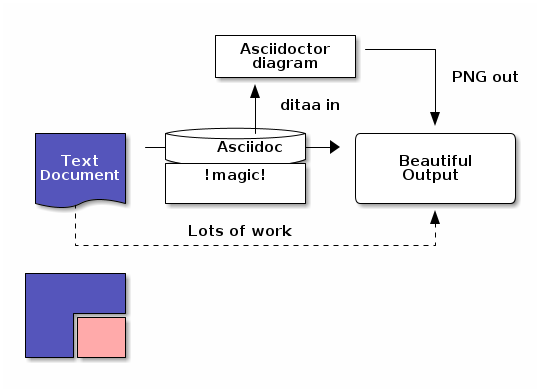 Asciidoctor
diagram
PNG out
ditaa in
Text
Document
Asciidoc
!magic!
Beautiful
Output
Lots of work